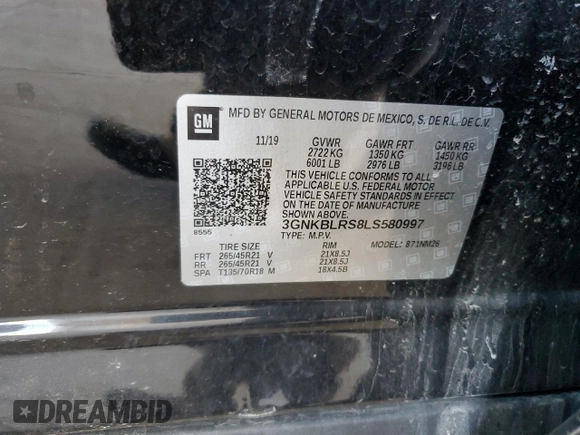 GM
MFD BY GENERAL MOTORS DE MEXICO, S. DE R.L. DE C.V.
11/19 GVWR GAWR FRT GAWR RR
2722 KG 1350 KG 1450 KG
6001 LB 2976 LB 3196 LB
THIS VEHICLE CONFORMS TO ALL
APPLICABLE U.S. FEDERAL MOTOR
VEHICLE SAFETY STANDARDS IN EFFECT
ON THE DATE OF MANUFACTURE
SHOWN ABOVE.
8555
3GNKBLRS8LS580997
TYPE: M.P.V. MODEL: 871NM26
TIRE SIZE RIM
FRT 265/45R21 V 21X8.5J
RR 265/45R21 V 21X8.5J
SPA T135/70R18 M 18X4.5B
DREAMBID